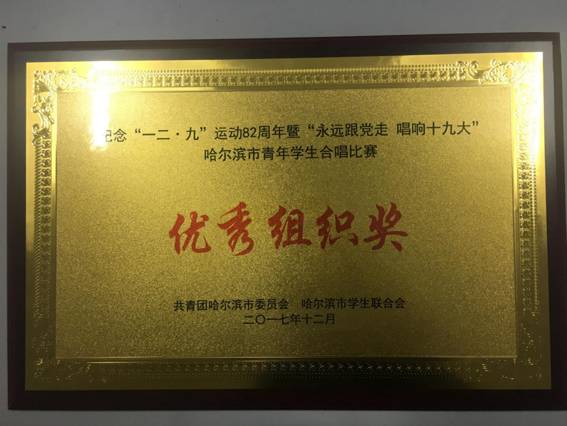 纪念“一二·九”运动82周年暨“永远跟党走 唱响十九大”
哈尔滨市青年学生合唱比赛
优秀组织奖
共青团哈尔滨市委员会 哈尔滨市学生联合会
二〇一七年十二月